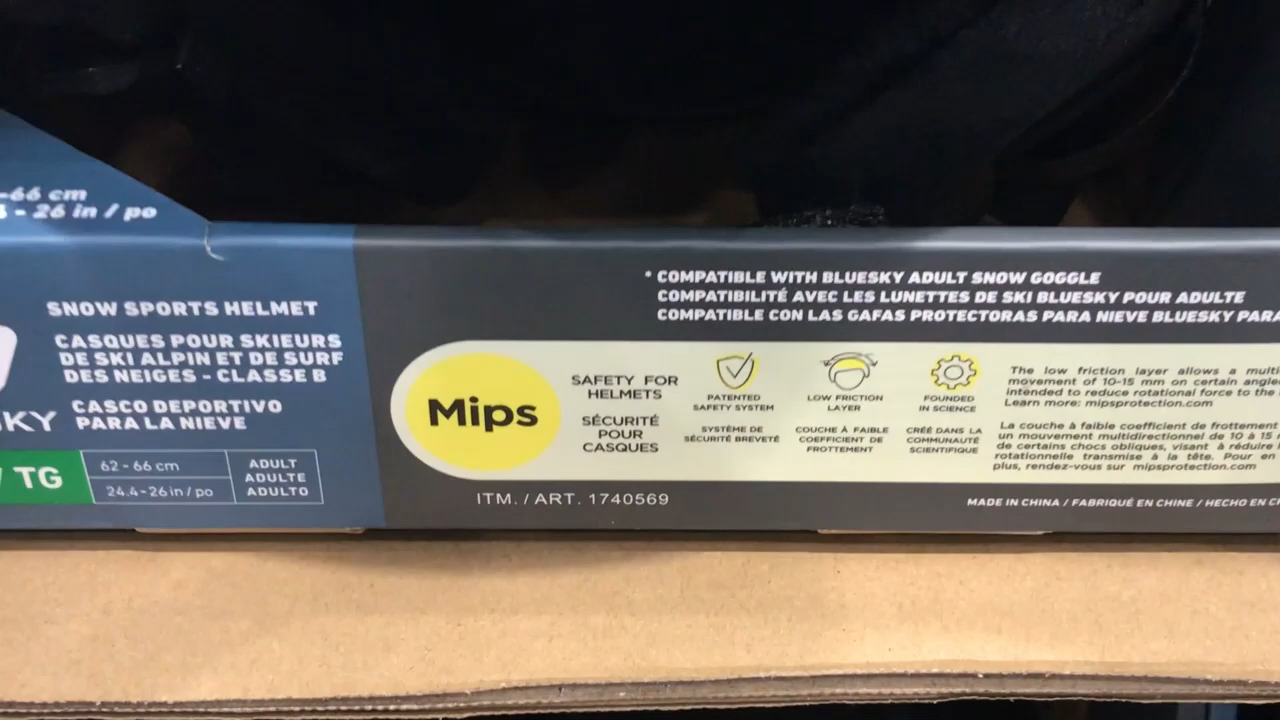 -66 cm
- 26 in / po
SNOW SPORTS HELMET
CASQUES POUR SKIEURS
DE SKI ALPIN ET DE SURF
DES NEIGES - CLASSE B
KY
CASCO DEPORTIVO
PARA LA NIEVE
/ TG
62 - 66 cm
24.4 - 26 in / po
ADULT
ADULTE
ADULTO
* COMPATIBLE WITH BLUESKY ADULT SNOW GOGGLE
COMPATIBILITÉ AVEC LES LUNETTES DE SKI BLUESKY POUR ADULTE
COMPATIBLE CON LAS GAFAS PROTECTORAS PARA NIEVE BLUESKY PARA
Mips
SAFETY FOR
HELMETS
SÉCURITÉ
POUR
CASQUES
PATENTED
SAFETY SYSTEM
SYSTÈME DE
SÉCURITÉ BREVETÉ
LOW FRICTION
LAYER
COUCHE À FAIBLE
COEFFICIENT DE
FROTTEMENT
FOUNDED
IN SCIENCE
CRÉÉ DANS LA
COMMUNAUTÉ
SCIENTIFIQUE
The low friction layer allows a multi
movement of 10-15 mm on certain angle
intended to reduce rotational force to the
Learn more: mipsprotection.com
La couche à faible coefficient de frottement
un mouvement multidirectionnel de 10 à 15
de certains chocs obliques, visant à réduire
rotationnelle transmise à la tête. Pour en
plus, rendez-vous sur mipsprotection.com
ITM. / ART. 1740569
MADE IN CHINA / FABRIQUÉ EN CHINE / HECHO EN